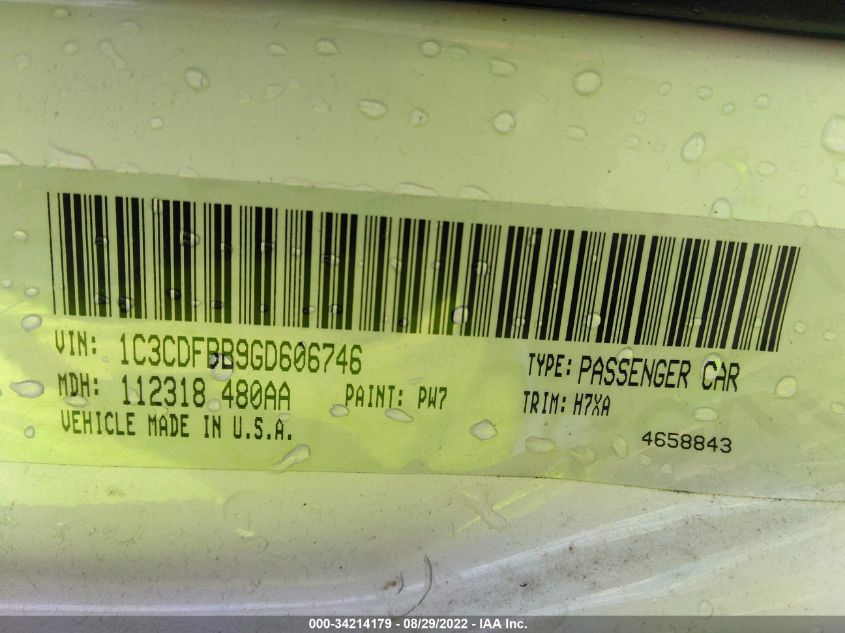 VIN: 1C3CDFBB9GD606746
TYPE: PASSENGER CAR
MDH: 112318 480AA
PAINT: PW7
TRIM: H7XA
VEHICLE MADE IN U.S.A.
4658843
000-34214179 - 08/29/2022 - IAA Inc.